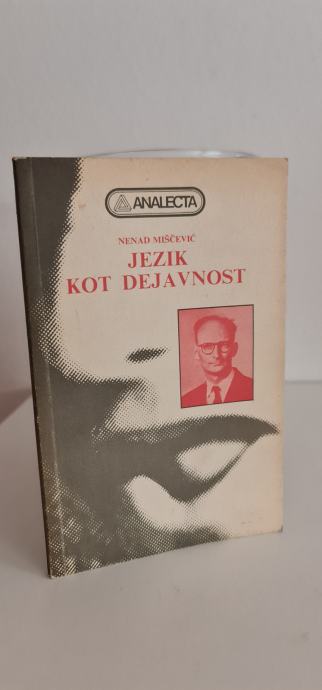 ANALECTA
NENAD MIŠČEVIĆ
JEZIK
KOT DEJAVNOST